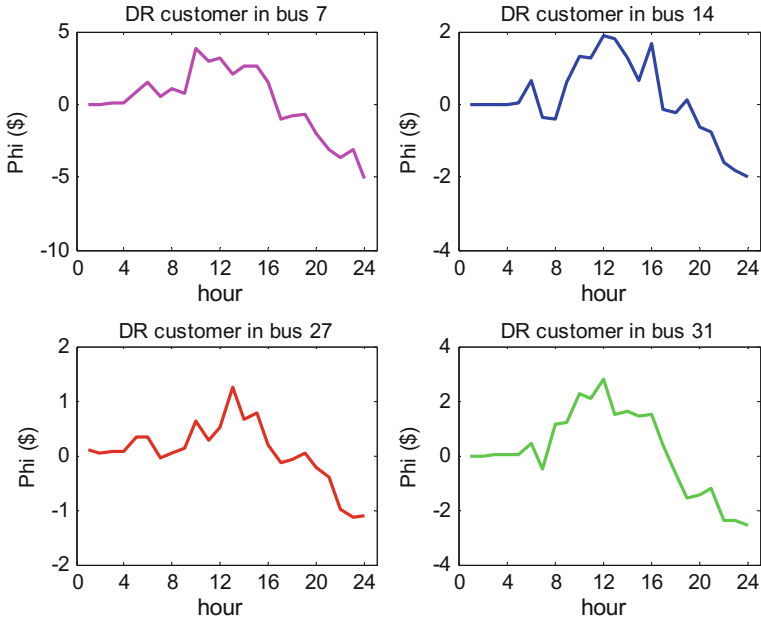 DR customer in bus 7
5
0
-5
-10
Phi ($)
0 4 8 12 16 20 24
hour
DR customer in bus 14
2
0
-2
-4
Phi ($)
0 4 8 12 16 20 24
hour
DR customer in bus 27
2
1
0
-1
-2
Phi ($)
0 4 8 12 16 20 24
hour
DR customer in bus 31
4
2
0
-2
-4
Phi ($)
0 4 8 12 16 20 24
hour